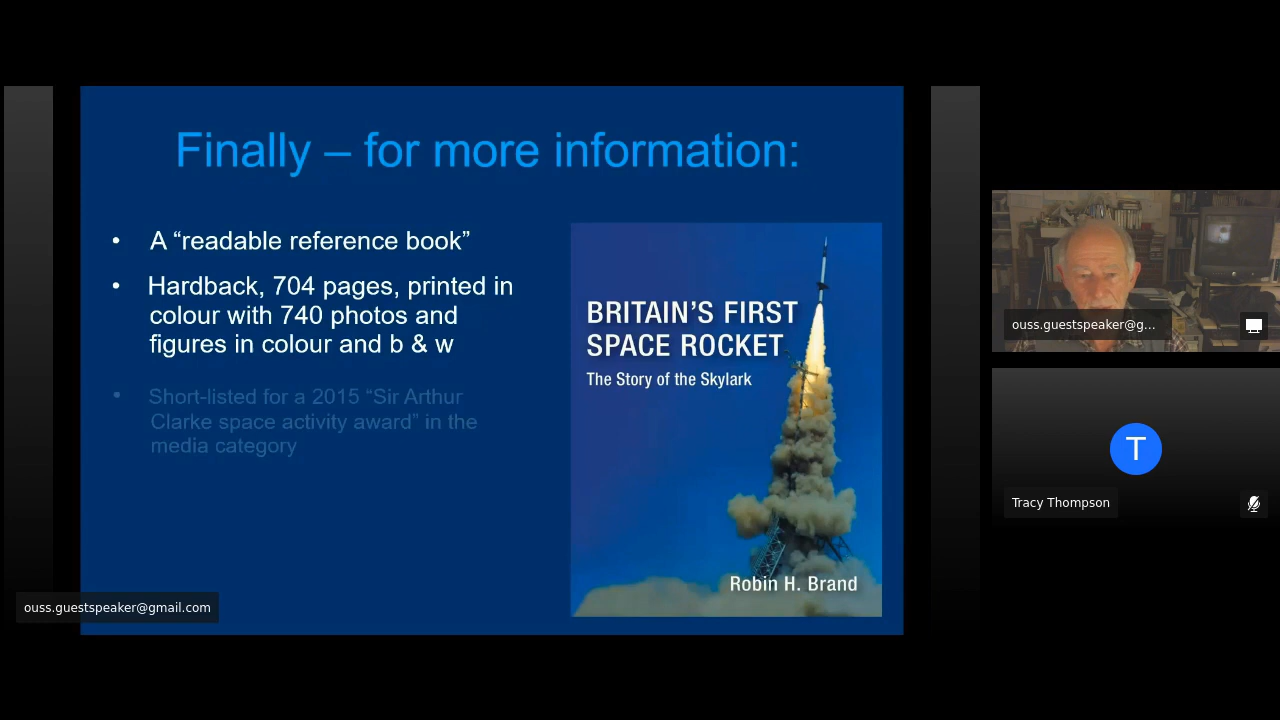 Finally – for more information:
• A “readable reference book”
• Hardback, 704 pages, printed in
colour with 740 photos and
figures in colour and b & w
• Short-listed for a 2015 “Sir Arthur
Clarke space activity award” in the
media category
BRITAIN’S FIRST
SPACE ROCKET
The Story of the Skylark
Robin H. Brand
ouss.guestspeaker@gmail.com
ouss.guestspeaker@g...
T
Tracy Thompson